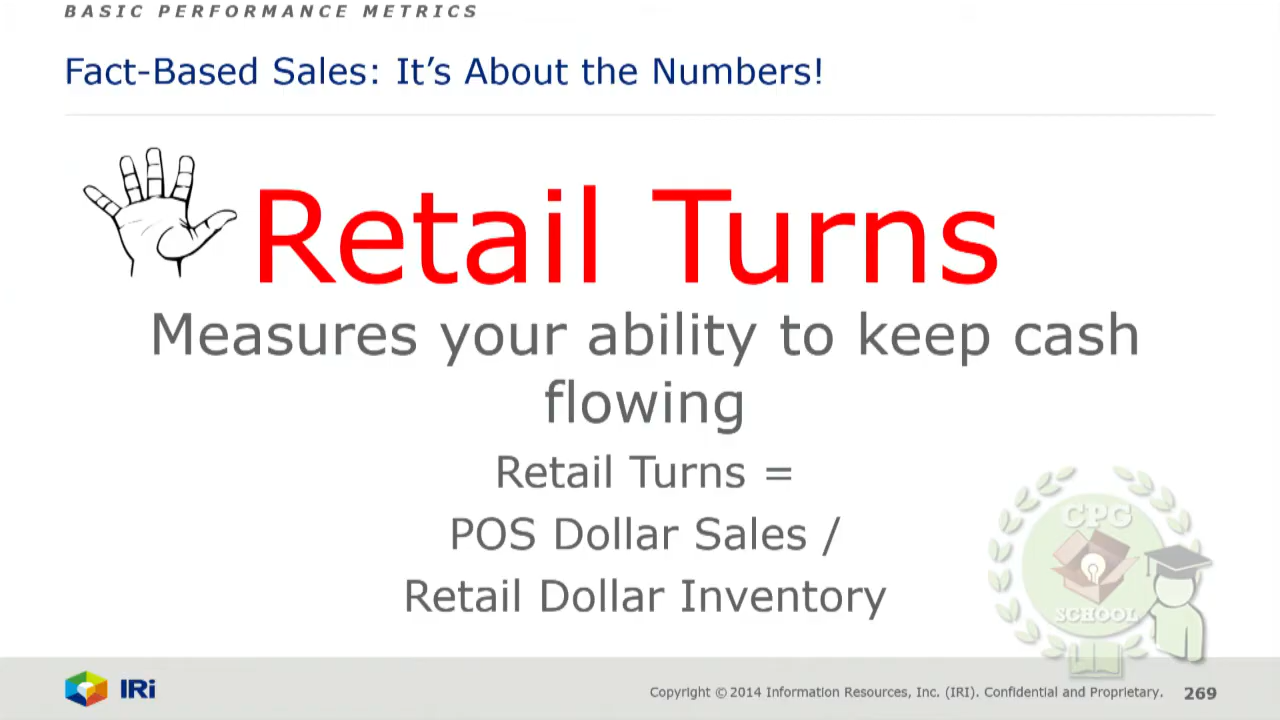 BASIC PERFORMANCE METRICS
Fact-Based Sales: It’s About the Numbers!
Retail Turns
Measures your ability to keep cash
flowing
Retail Turns =
POS Dollar Sales /
Retail Dollar Inventory
CPG
SCHOOL
IRi
Copyright © 2014 Information Resources, Inc. (IRI). Confidential and Proprietary. 269